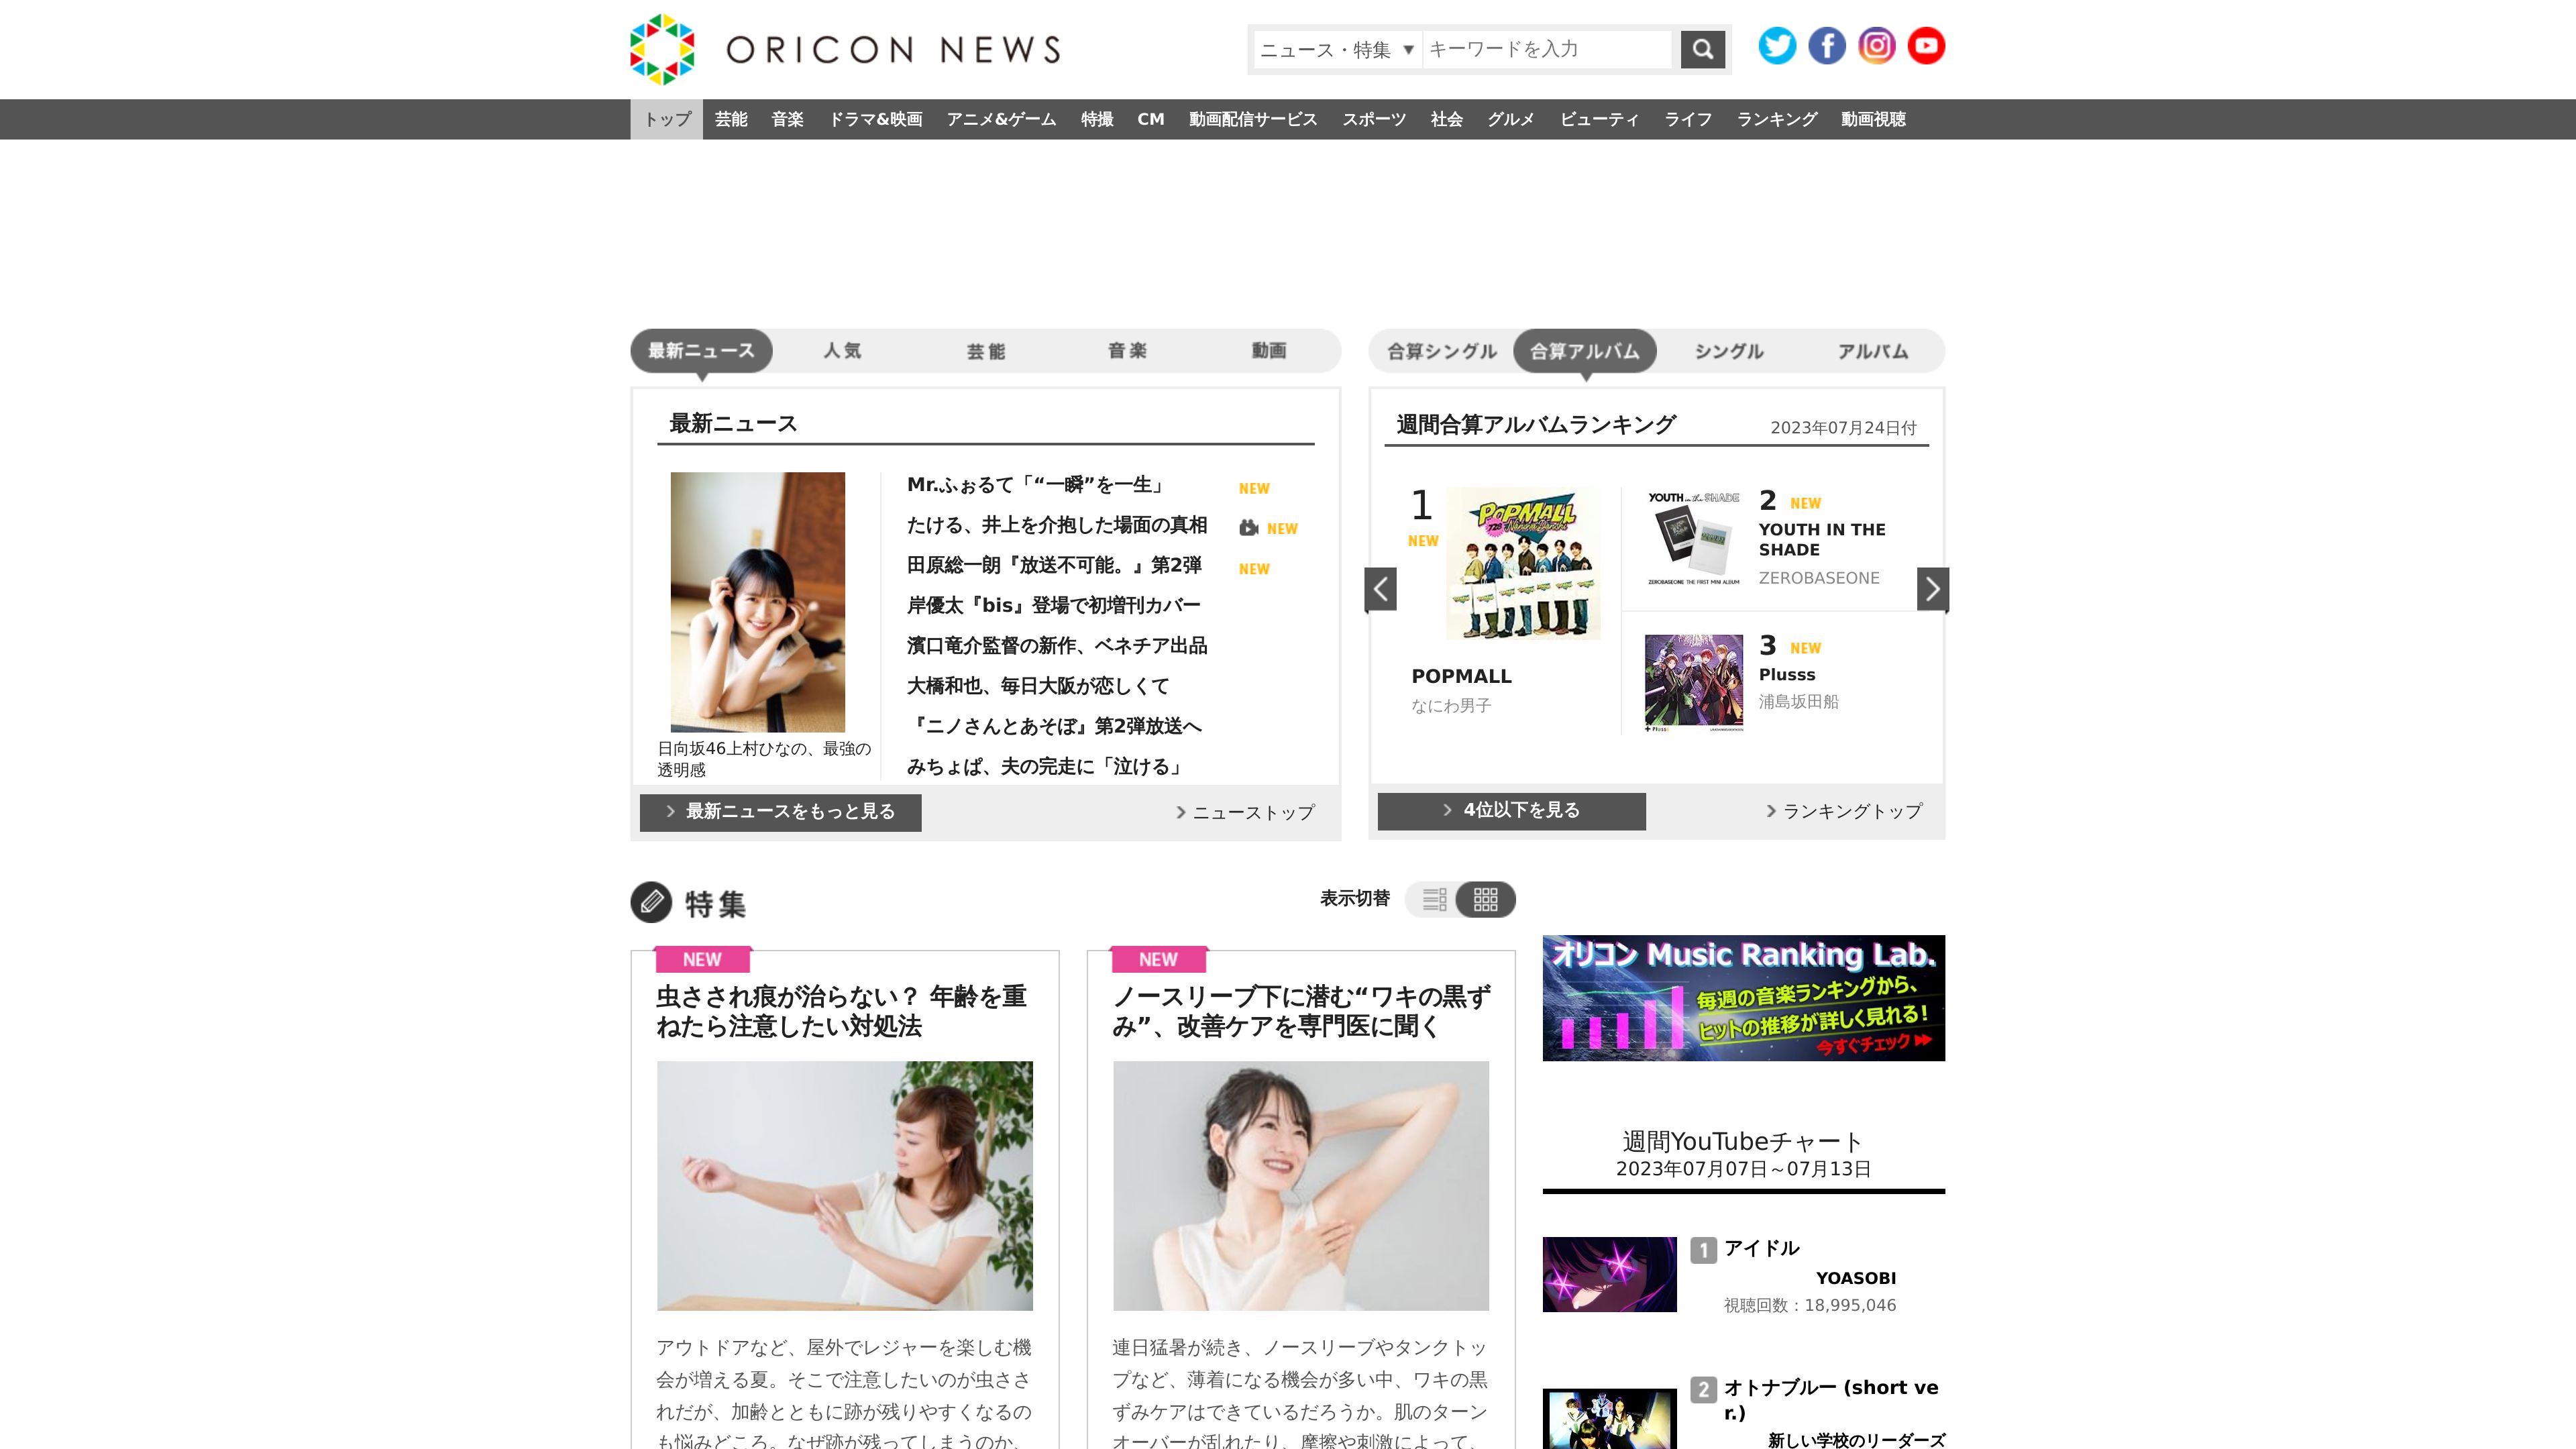 ORICON NEWS
ニュース・特集 ▼
キーワードを入力
トップ 芸能 音楽 ドラマ&映画 アニメ&ゲーム 特撮 CM 動画配信サービス スポーツ 社会 グルメ ビューティ ライフ ランキング 動画視聴
最新ニュース 人気 芸能 音楽 動画
最新ニュース
日向坂46上村ひなの、最強の
透明感
Mr.ふぉるて「“一瞬”を一生」 NEW
たける、井上を介抱した場面の真相 NEW
田原総一朗『放送不可能。』第2弾 NEW
岸優太『bis』登場で初増刊カバー
濱口竜介監督の新作、ベネチア出品
大橋和也、毎日大阪が恋しくて
『ニノさんとあそぼ』第2弾放送へ
みちょぱ、夫の完走に「泣ける」
最新ニュースをもっと見る
ニューストップ
合算シングル 合算アルバム シングル アルバム
週間合算アルバムランキング 2023年07月24日付
1
NEW
POPMALL
POPMALL
なにわ男子
YOUTH in the SHADE
ZEROBASEONE THE FIRST MINI ALBUM
2 NEW
YOUTH IN THE
SHADE
ZEROBASEONE
3 NEW
Plusss
浦島坂田船
4位以下を見る
ランキングトップ
特集
表示切替
NEW
虫さされ痕が治らない？ 年齢を重
ねたら注意したい対処法
アウトドアなど、屋外でレジャーを楽しむ機
会が増える夏。そこで注意したいのが虫ささ
れだが、加齢とともに跡が残りやすくなるの
も悩みどころ。なぜ跡が残ってしまうのか、
NEW
ノースリーブ下に潜む“ワキの黒ず
み”、改善ケアを専門医に聞く
連日猛暑が続き、ノースリーブやタンクトッ
プなど、薄着になる機会が多い中、ワキの黒
ずみケアはできているだろうか。肌のターン
オーバーが乱れたり、摩擦や刺激によって、
オリコン Music Ranking Lab.
毎週の音楽ランキングから、
ヒットの推移が詳しく見れる！
今すぐチェック
週間YouTubeチャート
2023年07月07日～07月13日
1 アイドル
YOASOBI
視聴回数：18,995,046
2 オトナブルー (short ve
r.)
新しい学校のリーダーズ